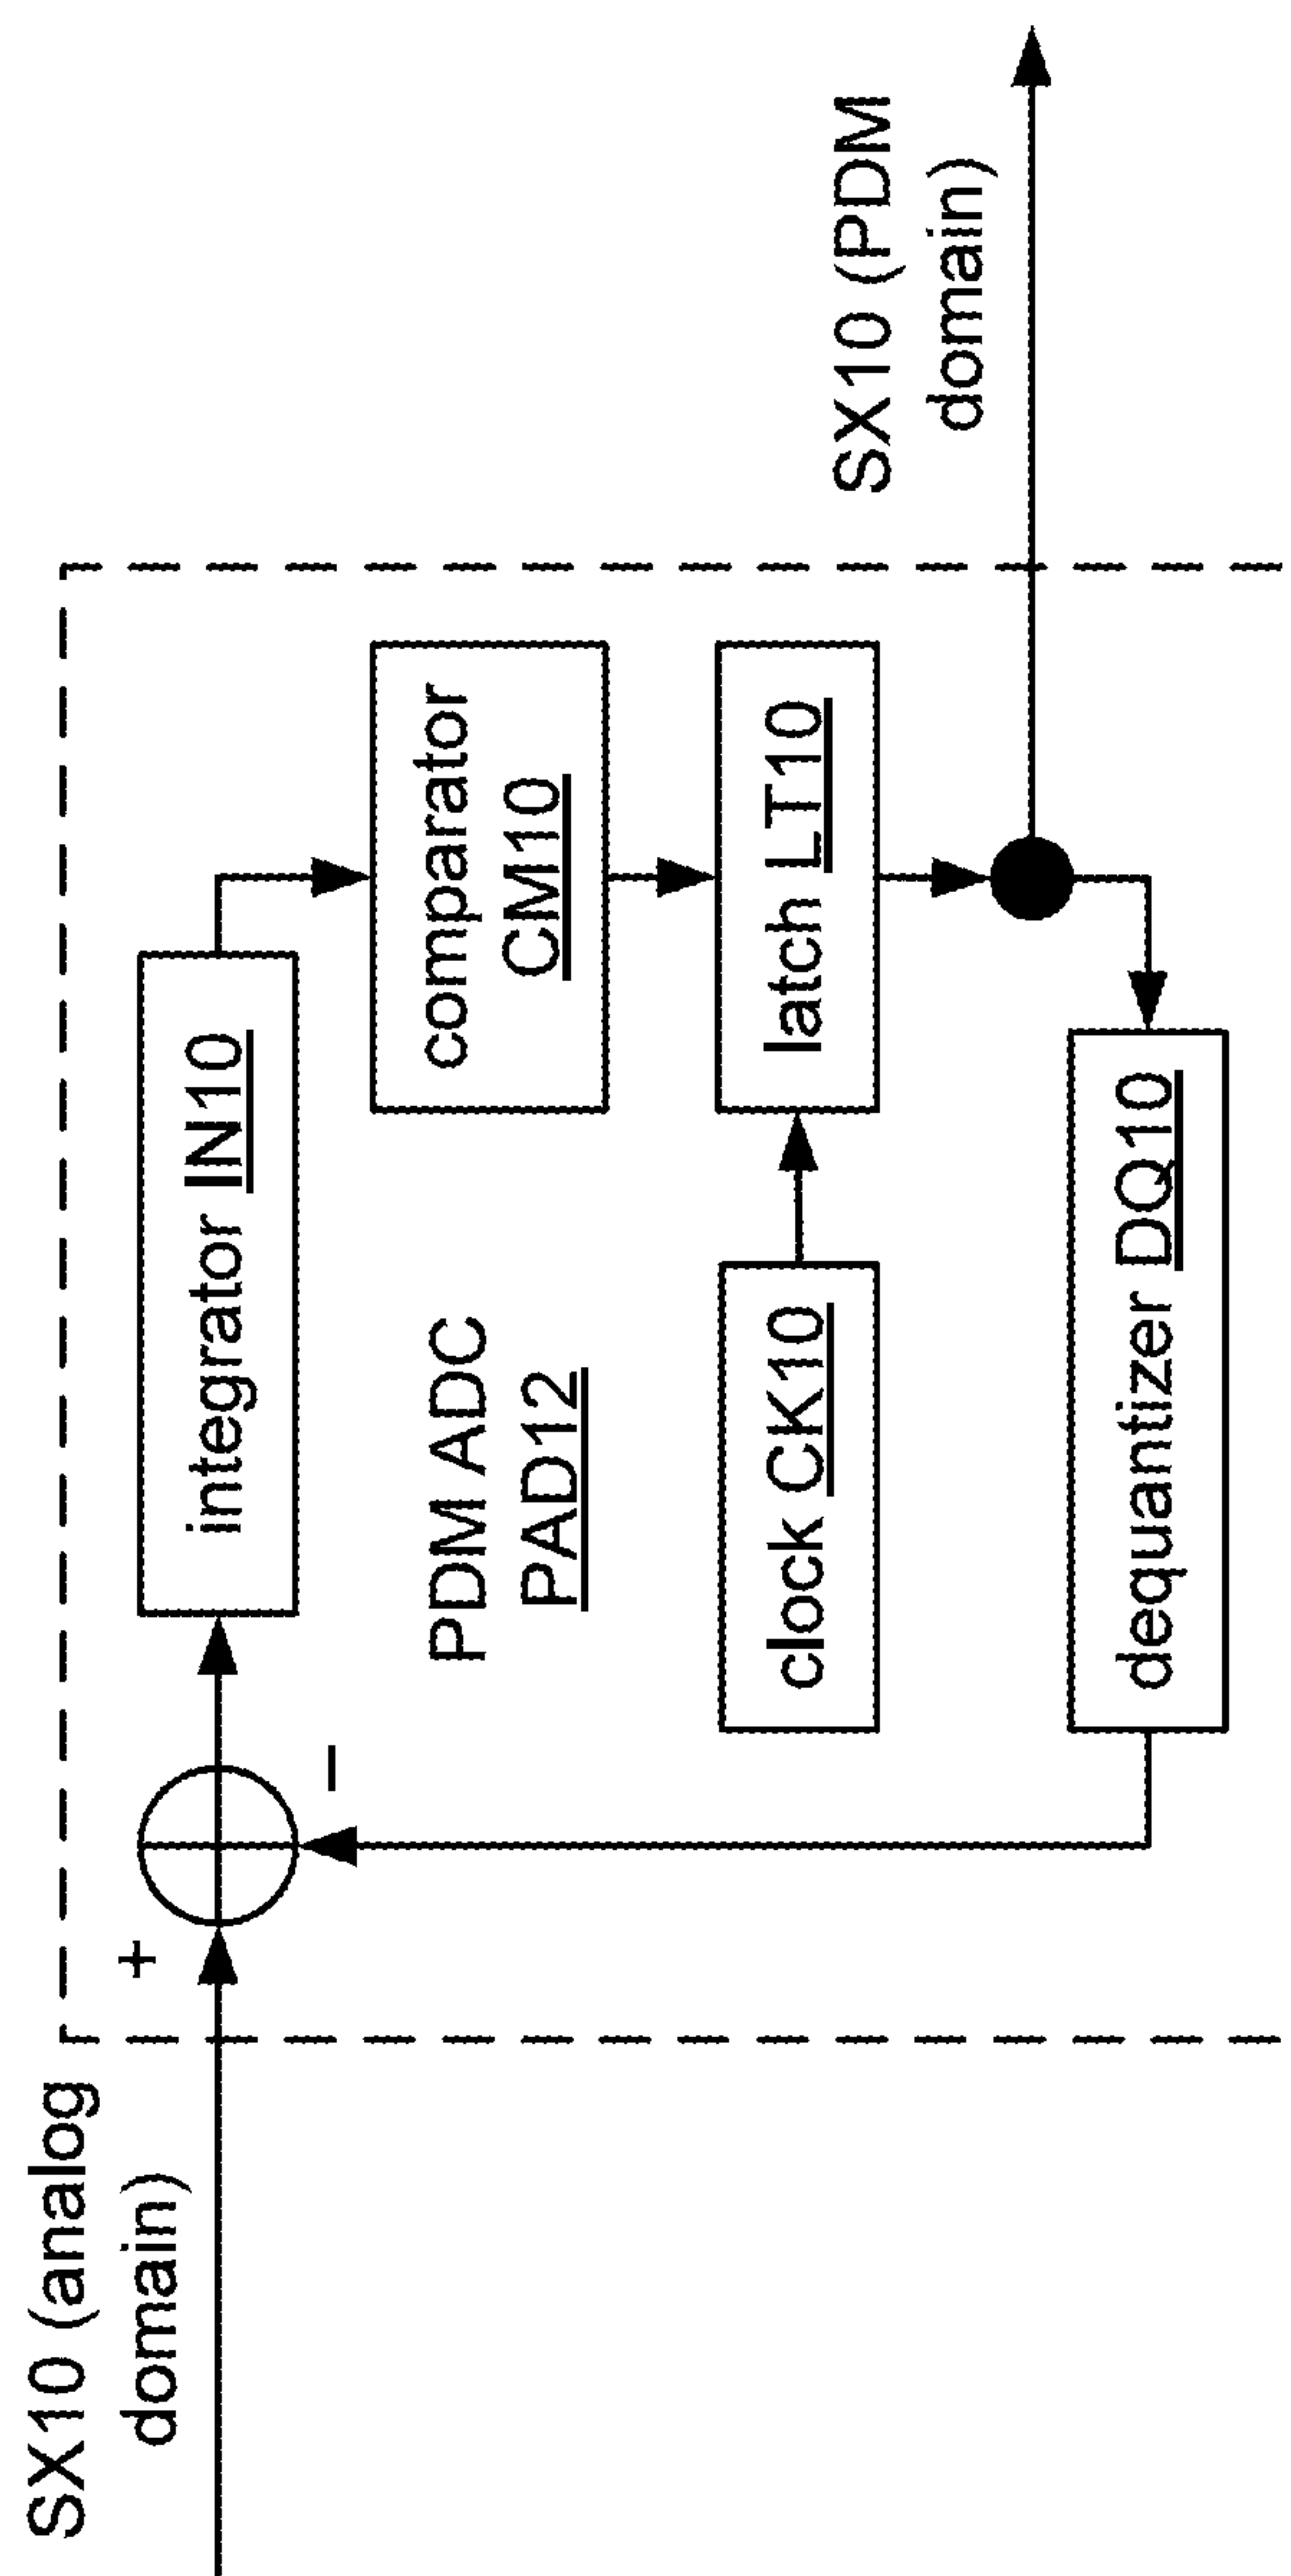 SX10 (analog
domain)
+
−
integrator IN10
PDM ADC
PAD12
comparator
CM10
clock CK10
latch LT10
dequantizer DQ10
SX10 (PDM
domain)